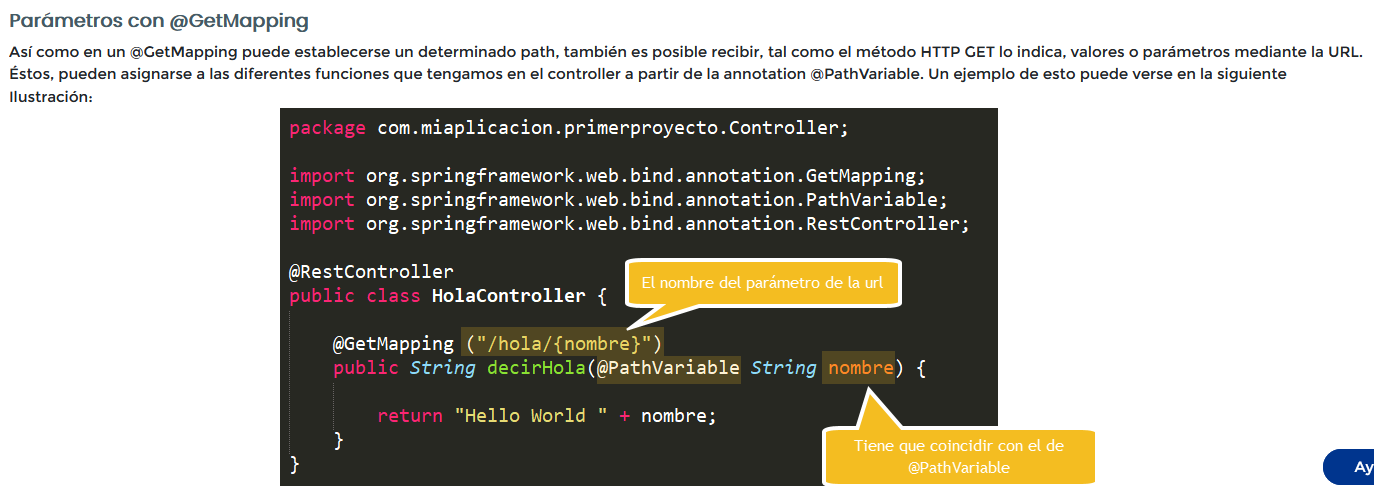 Parámetros con @GetMapping
Así como en un @GetMapping puede establecerse un determinado path, también es posible recibir, tal como el método HTTP GET lo indica, valores o parámetros mediante la URL.
Éstos, pueden asignarse a las diferentes funciones que tengamos en el controller a partir de la annotation @PathVariable. Un ejemplo de esto puede verse en la siguiente
Ilustración:
package com.miaplicacion.primerproyecto.Controller;
import org.springframework.web.bind.annotation.GetMapping;
import org.springframework.web.bind.annotation.PathVariable;
import org.springframework.web.bind.annotation.RestController;
@RestController
El nombre del parámetro de la url
public class HolaController {
@GetMapping ("/hola/{nombre}")
public String decirHola(@PathVariable String nombre) {
return "Hello World " + nombre;
}
Tiene que coincidir con el de
@PathVariable
}
Ay